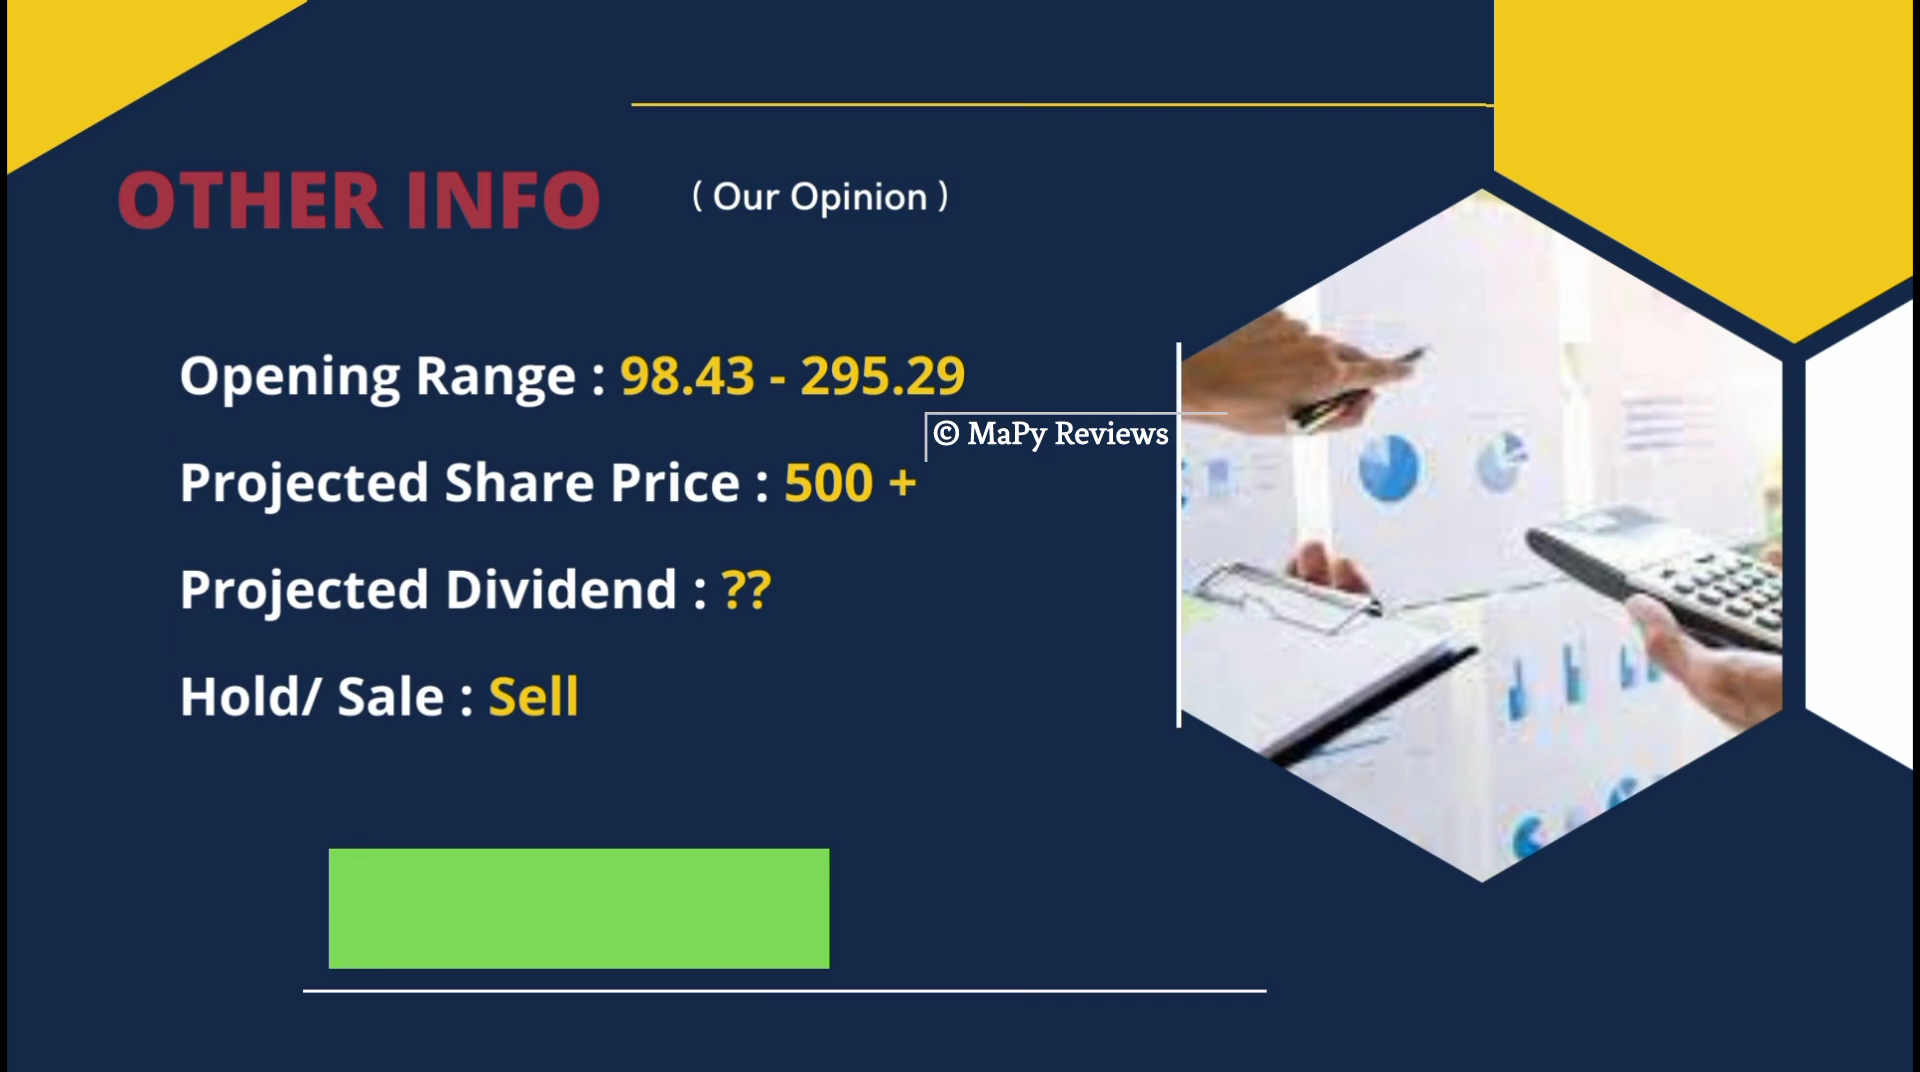 OTHER INFO
( Our Opinion )
Opening Range : 98.43 - 295.29
© MaPy Reviews
Projected Share Price : 500 +
Projected Dividend : ??
Hold/ Sale : Sell